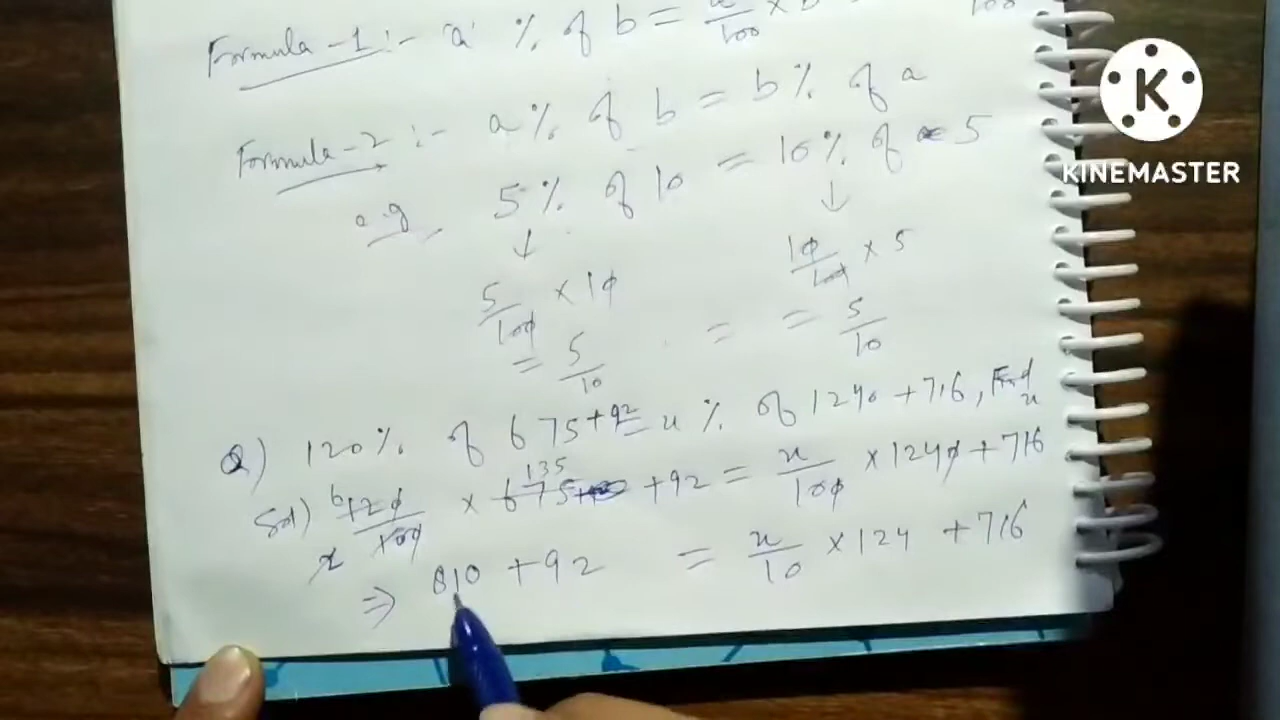 Formula-1:- 'a' % of b = a/100 × b
100
K
KINEMASTER
Formula-2:- a% of b = b% of a
e.g. 5% of 10 = 10% of 5
5/100 × 10 10/100 × 5
= 5/10 = = 5/10
Q) 120% of 675+92 = x% of 1240+716, Find x
Sol) 120/100 × 675 +92 = x/100 ×1240+716
6 135
⇒ 810 +92 = x/10 ×124 +716